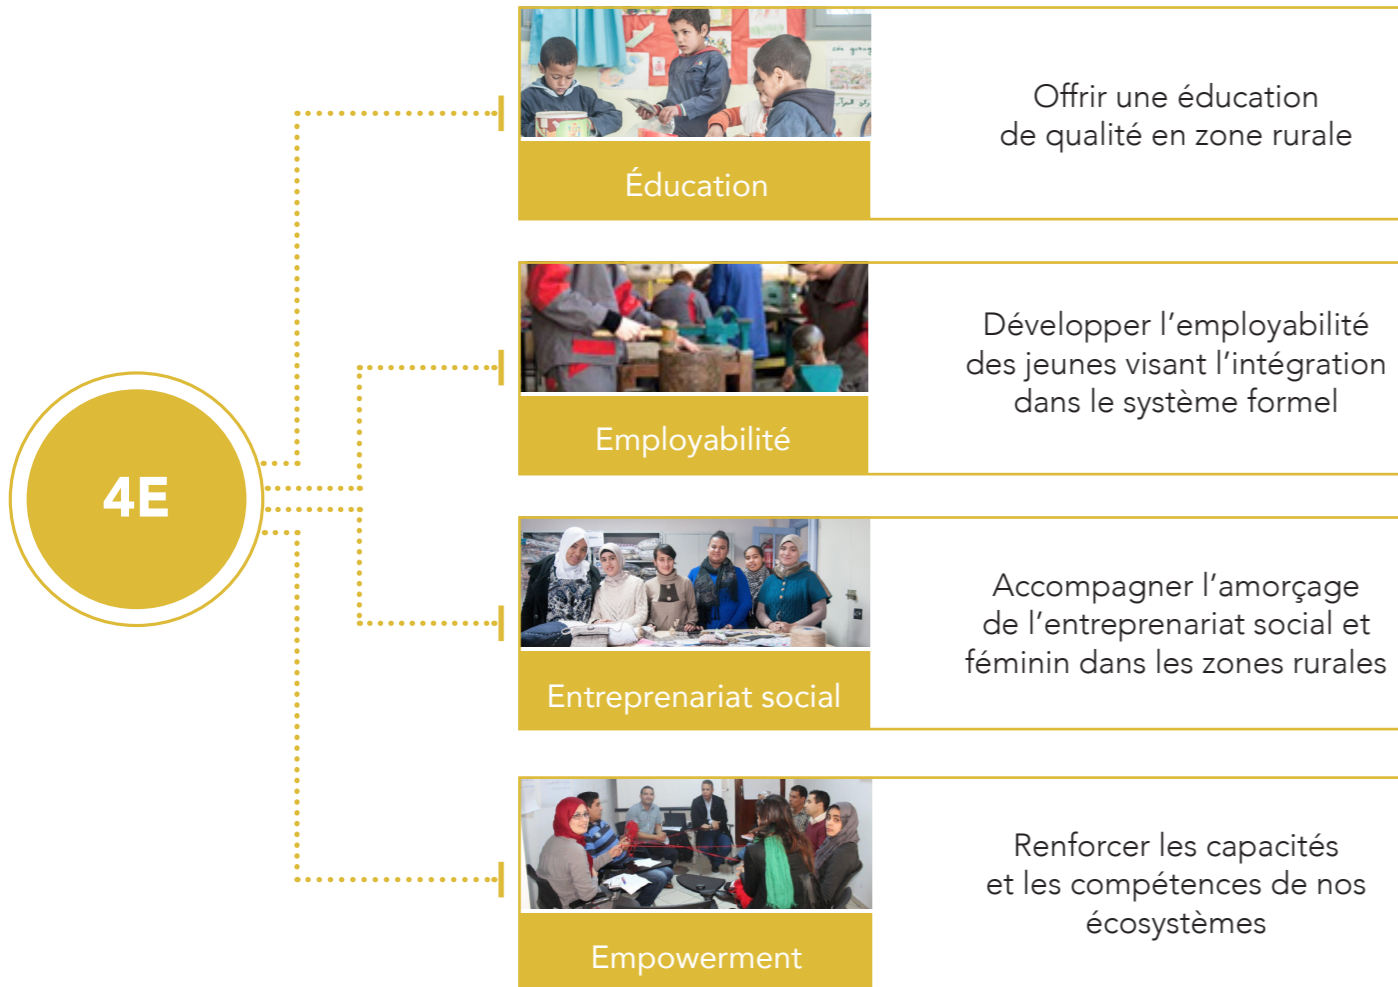 4E
Éducation
Offrir une éducation
de qualité en zone rurale
Employabilité
Développer l’employabilité
des jeunes visant l’intégration
dans le système formel
Entreprenariat social
Accompagner l’amorçage
de l’entreprenariat social et
féminin dans les zones rurales
Empowerment
Renforcer les capacités
et les compétences de nos
écosystèmes